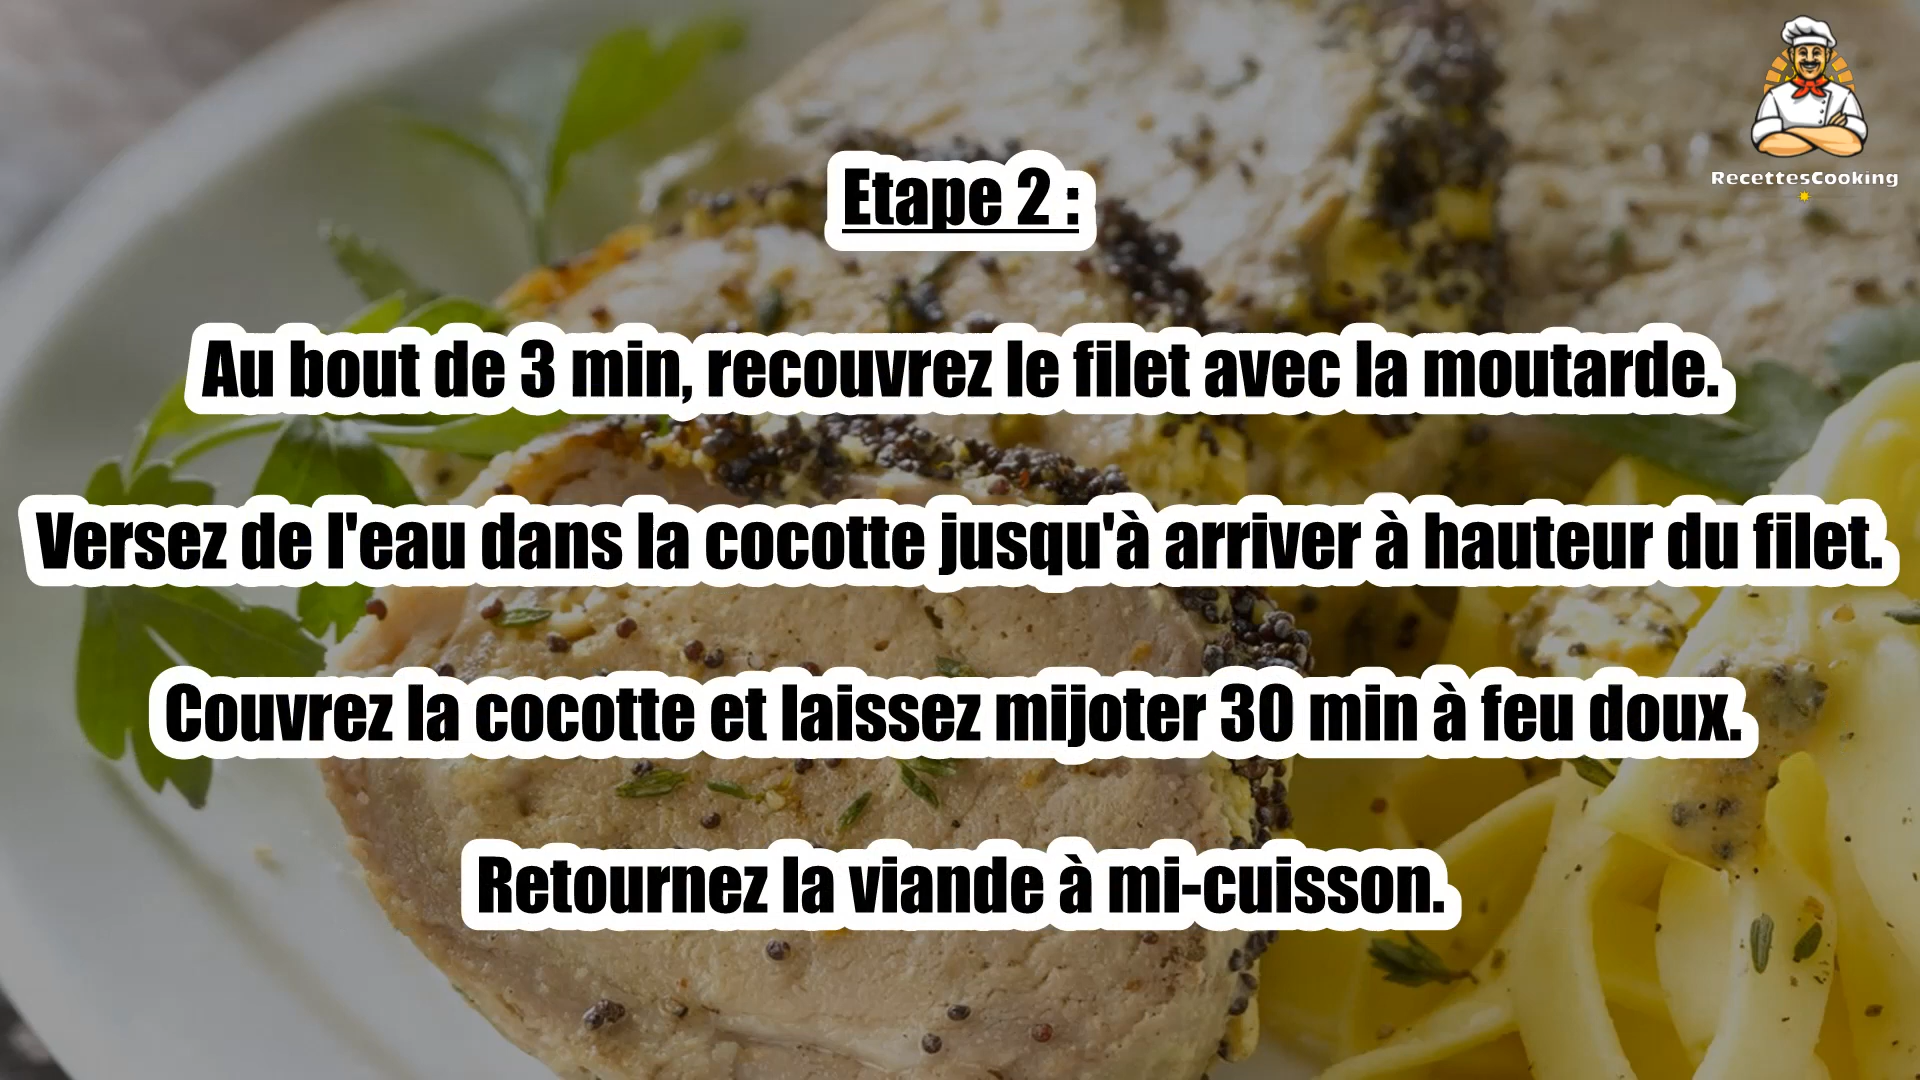 RecettesCooking
Etape 2 :
Au bout de 3 min, recouvrez le filet avec la moutarde.
Versez de l'eau dans la cocotte jusqu'à arriver à hauteur du filet.
Couvrez la cocotte et laissez mijoter 30 min à feu doux.
Retournez la viande à mi-cuisson.